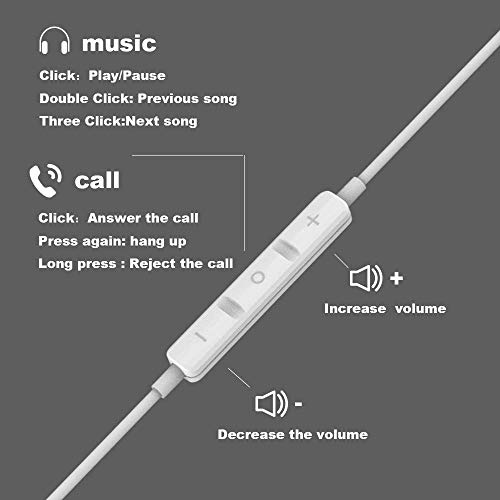 music
Click： Play/Pause
Double Click: Previous song
Three Click:Next song
call
Click： Answer the call
Press again: hang up
Long press : Reject the call
+
o
−
+
Increase volume
-
Decrease the volume